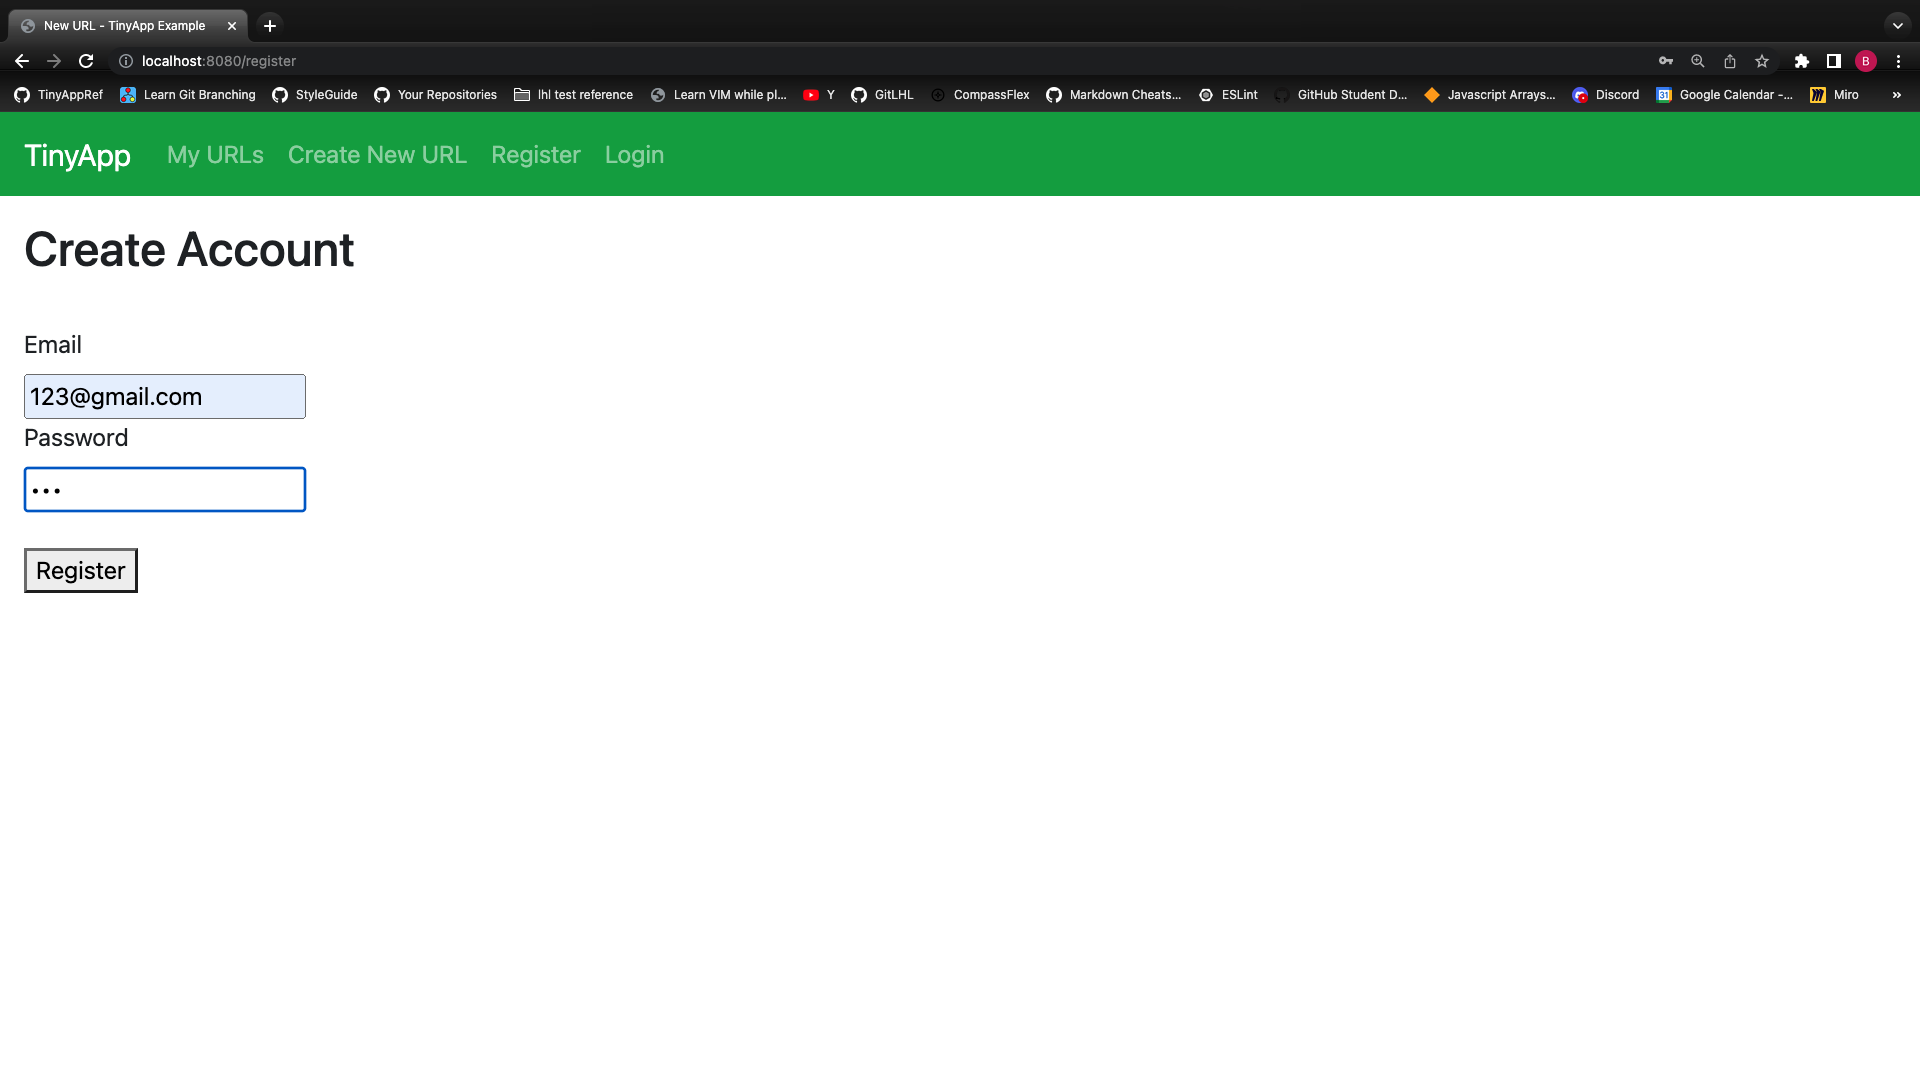 New URL - TinyApp Example
localhost:8080/register
B
TinyAppRef Learn Git Branching StyleGuide Your Repositories lhl test reference Learn VIM while pl... Y GitLHL CompassFlex Markdown Cheats... ESLint GitHub Student D... Javascript Arrays... Discord 31 Google Calendar -... Miro »
TinyApp My URLs Create New URL Register Login
Create Account
Email
123@gmail.com
Password
•••
Register